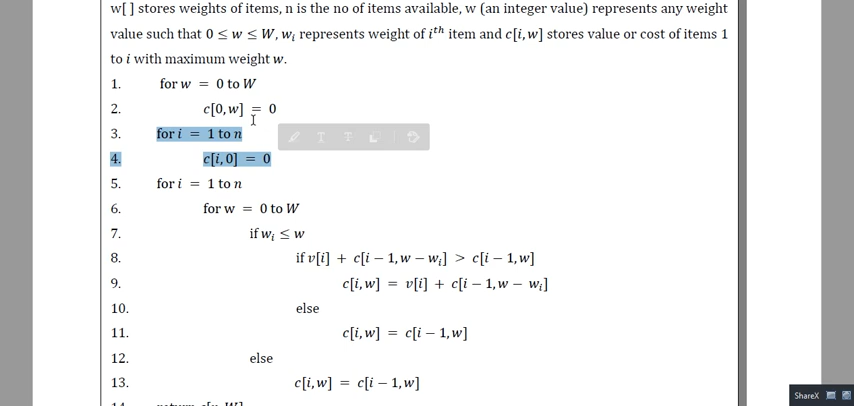 w[ ] stores weights of items, n is the no of items available, w (an integer value) represents any weight
value such that 0 ≤ w ≤ W, wᵢ represents weight of iᵗʰ item and c[i, w] stores value or cost of items 1
to i with maximum weight w.
1. for w = 0 to W
2. c[0, w] = 0
3. for i = 1 to n
4. c[i, 0] = 0
5. for i = 1 to n
6. for w = 0 to W
7. if wᵢ ≤ w
8. if v[i] + c[i − 1, w − wᵢ] > c[i − 1, w]
9. c[i, w] = v[i] + c[i − 1, w − wᵢ]
10. else
11. c[i, w] = c[i − 1, w]
12. else
13. c[i, w] = c[i − 1, w]
ShareX